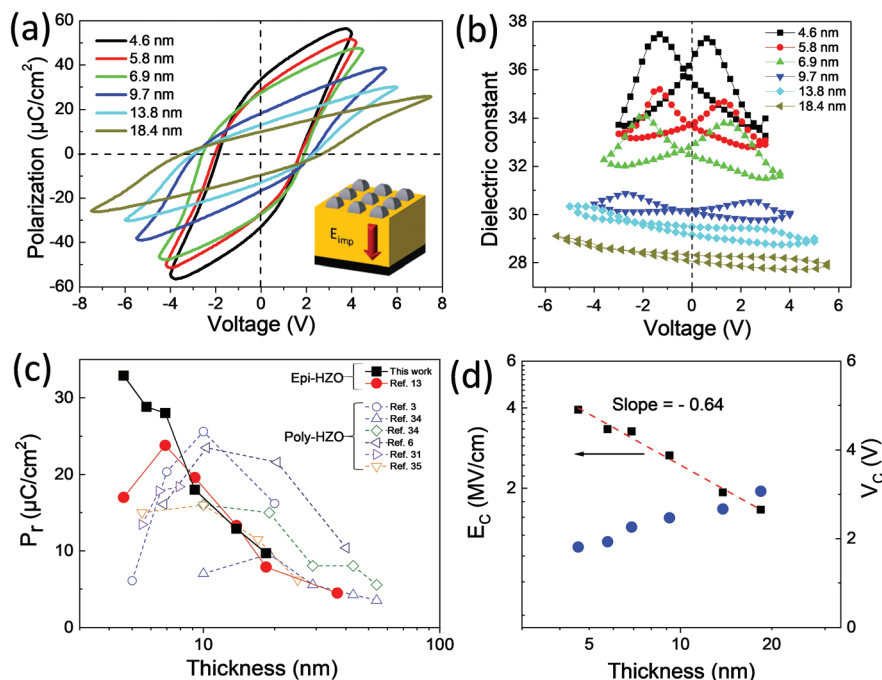 (a)
Polarization (µC/cm²)
60
40
20
0
-20
-40
-60
4.6 nm
5.8 nm
6.9 nm
9.7 nm
13.8 nm
18.4 nm
E_imp
-8 -6 -4 -2 0 2 4 6 8
Voltage (V)
(b)
Dielectric constant
38
36
34
32
30
28
4.6 nm
5.8 nm
6.9 nm
9.7 nm
13.8 nm
18.4 nm
-6 -4 -2 0 2 4 6
Voltage (V)
(c)
P_r (µC/cm²)
30
20
10
0
Epi-HZO
This work
Ref. 13
Poly-HZO
Ref. 3
Ref. 34
Ref. 34
Ref. 6
Ref. 31
Ref. 35
10 100
Thickness (nm)
(d)
E_C (MV/cm)
6
4
2
Slope = - 0.64
6
4
2
0
V_C (V)
5 10 20
Thickness (nm)